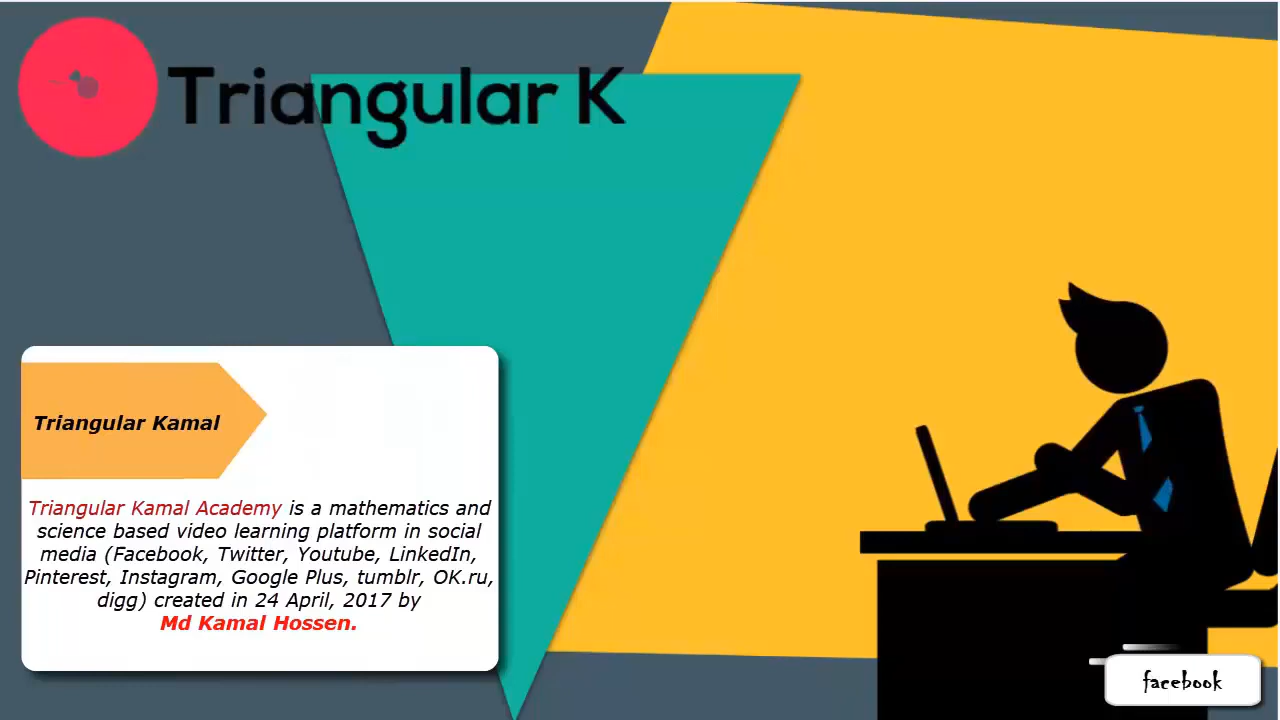 Triangular K
Triangular Kamal
Triangular Kamal Academy is a mathematics and
science based video learning platform in social
media (Facebook, Twitter, Youtube, LinkedIn,
Pinterest, Instagram, Google Plus, tumblr, OK.ru,
digg) created in 24 April, 2017 by
Md Kamal Hossen.
facebook